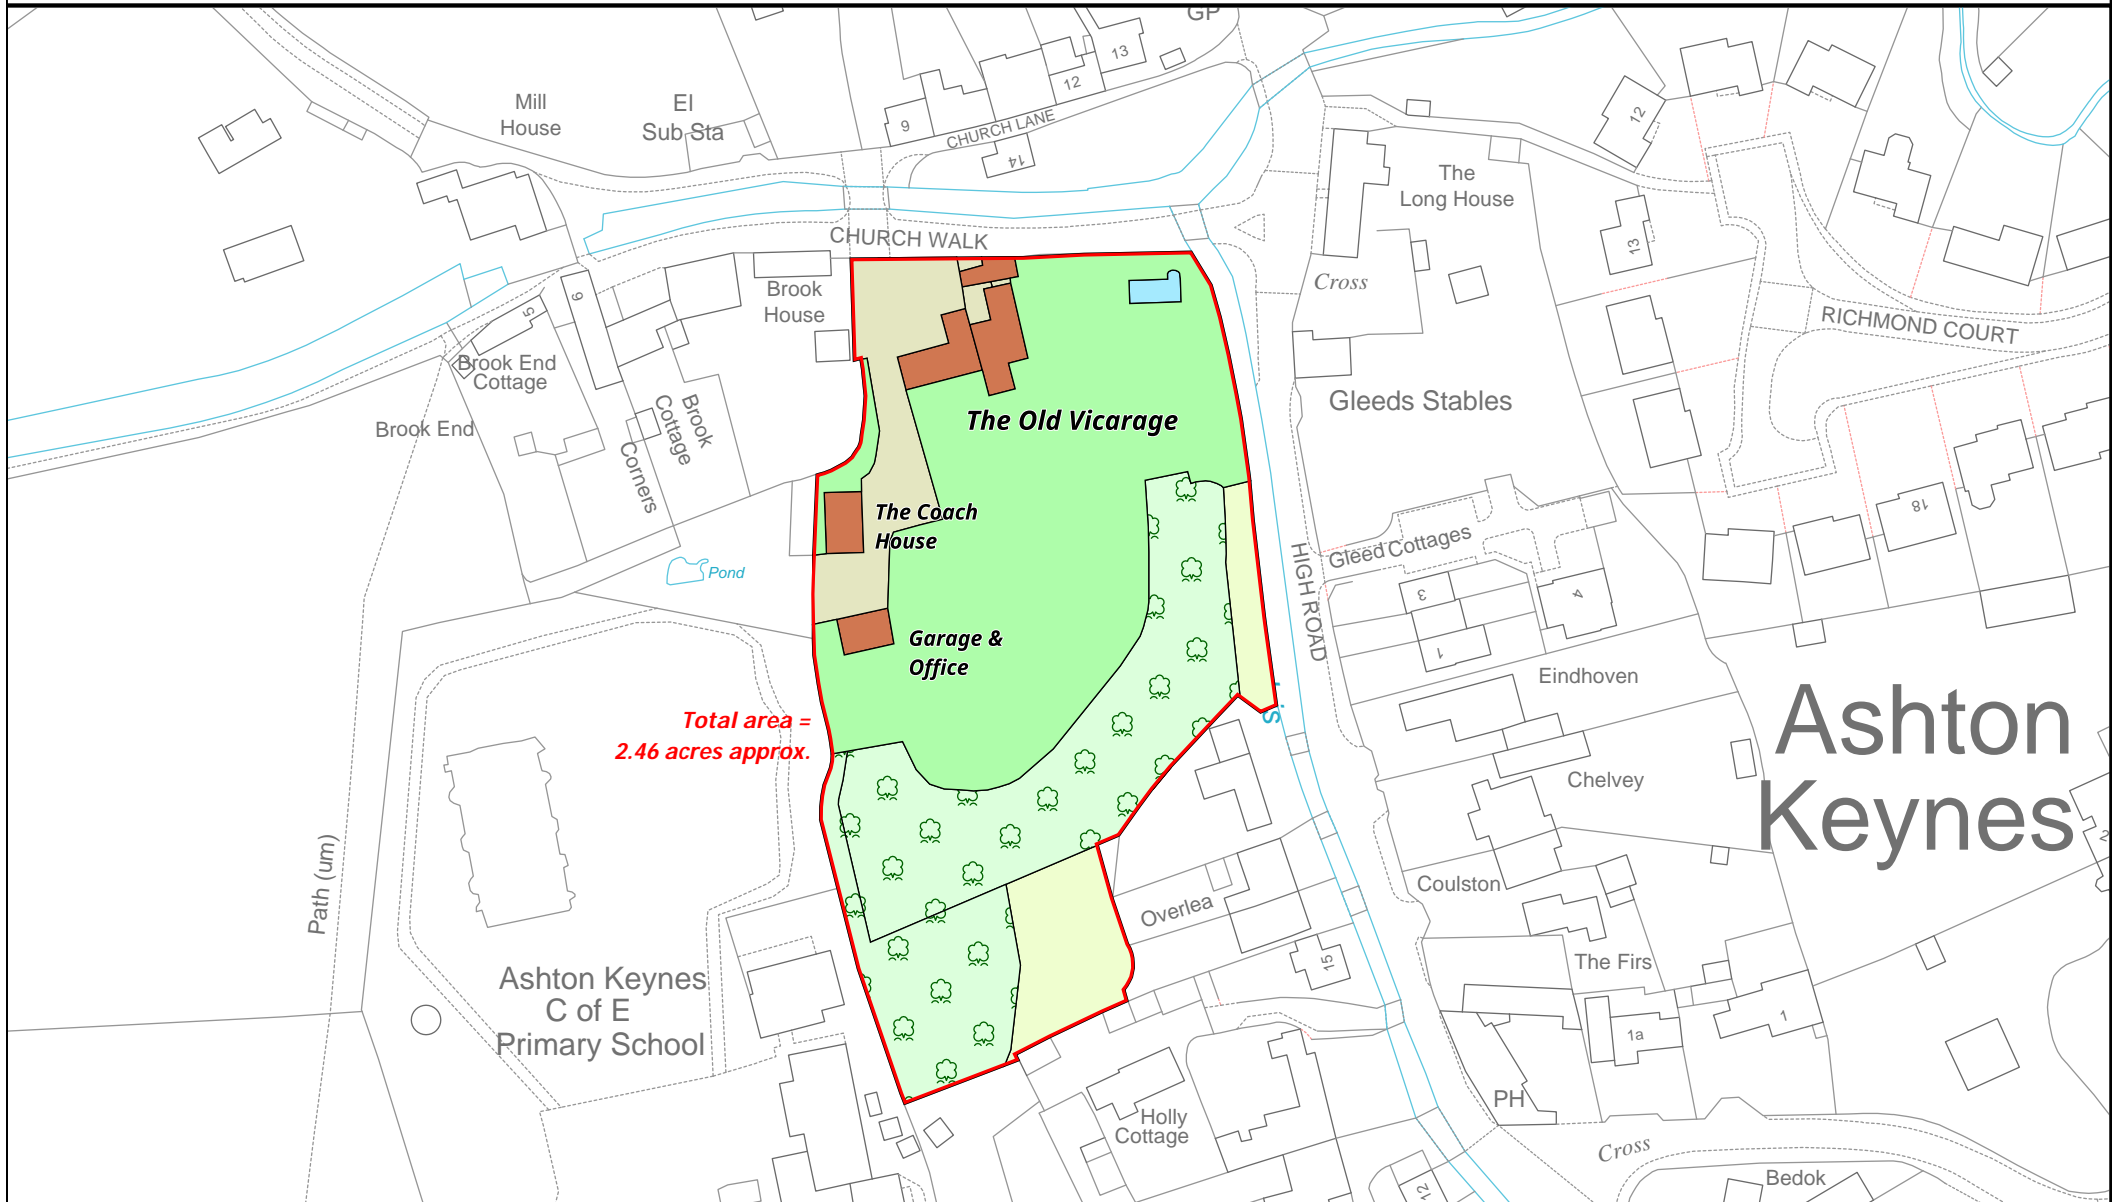 GP
13
12
Mill
House
El
Sub Sta
9
CHURCH LANE
14
12
The
Long House
13
CHURCH WALK
Cross
Brook
House
6
5
RICHMOND COURT
Brook End
Cottage
Brook
Cottage
Brook End
Corners
Gleeds Stables
The Old Vicarage
The Coach
House
18
Gleed Cottages
HIGH ROAD
Pond
3
4
1
Garage &
Office
Eindhoven
Total area =
2.46 acres approx.
's
Ashton
Keynes
Chelvey
2
Path (um)
Coulston
Overlea
15
The Firs
Ashton Keynes
C of E
Primary School
1
1a
PH
Holly
Cottage
Cross
Bedok
12